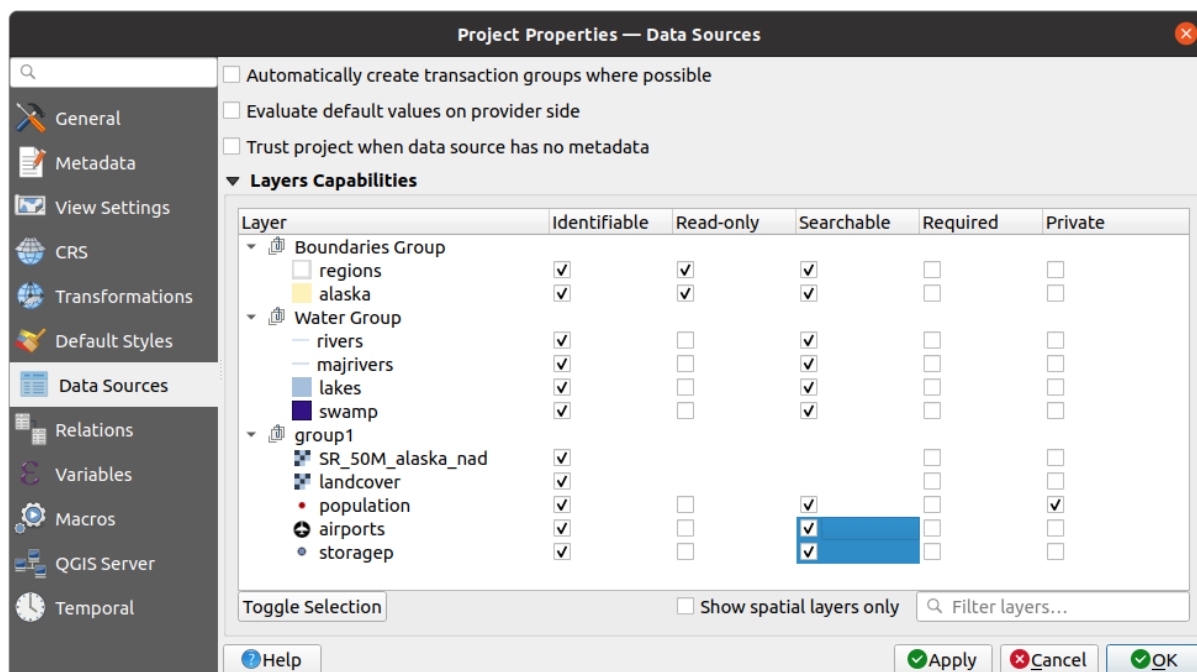 Project Properties — Data Sources
Automatically create transaction groups where possible
Evaluate default values on provider side
Trust project when data source has no metadata
Layers Capabilities
General
Metadata
View Settings
CRS
Transformations
Default Styles
Data Sources
Relations
Variables
Macros
QGIS Server
Temporal
Layer Identifiable Read-only Searchable Required Private
Boundaries Group
regions
alaska
Water Group
rivers
majrivers
lakes
swamp
group1
SR_50M_alaska_nad
landcover
population
airports
storagep
Toggle Selection Show spatial layers only Filter layers...
Help Apply Cancel OK